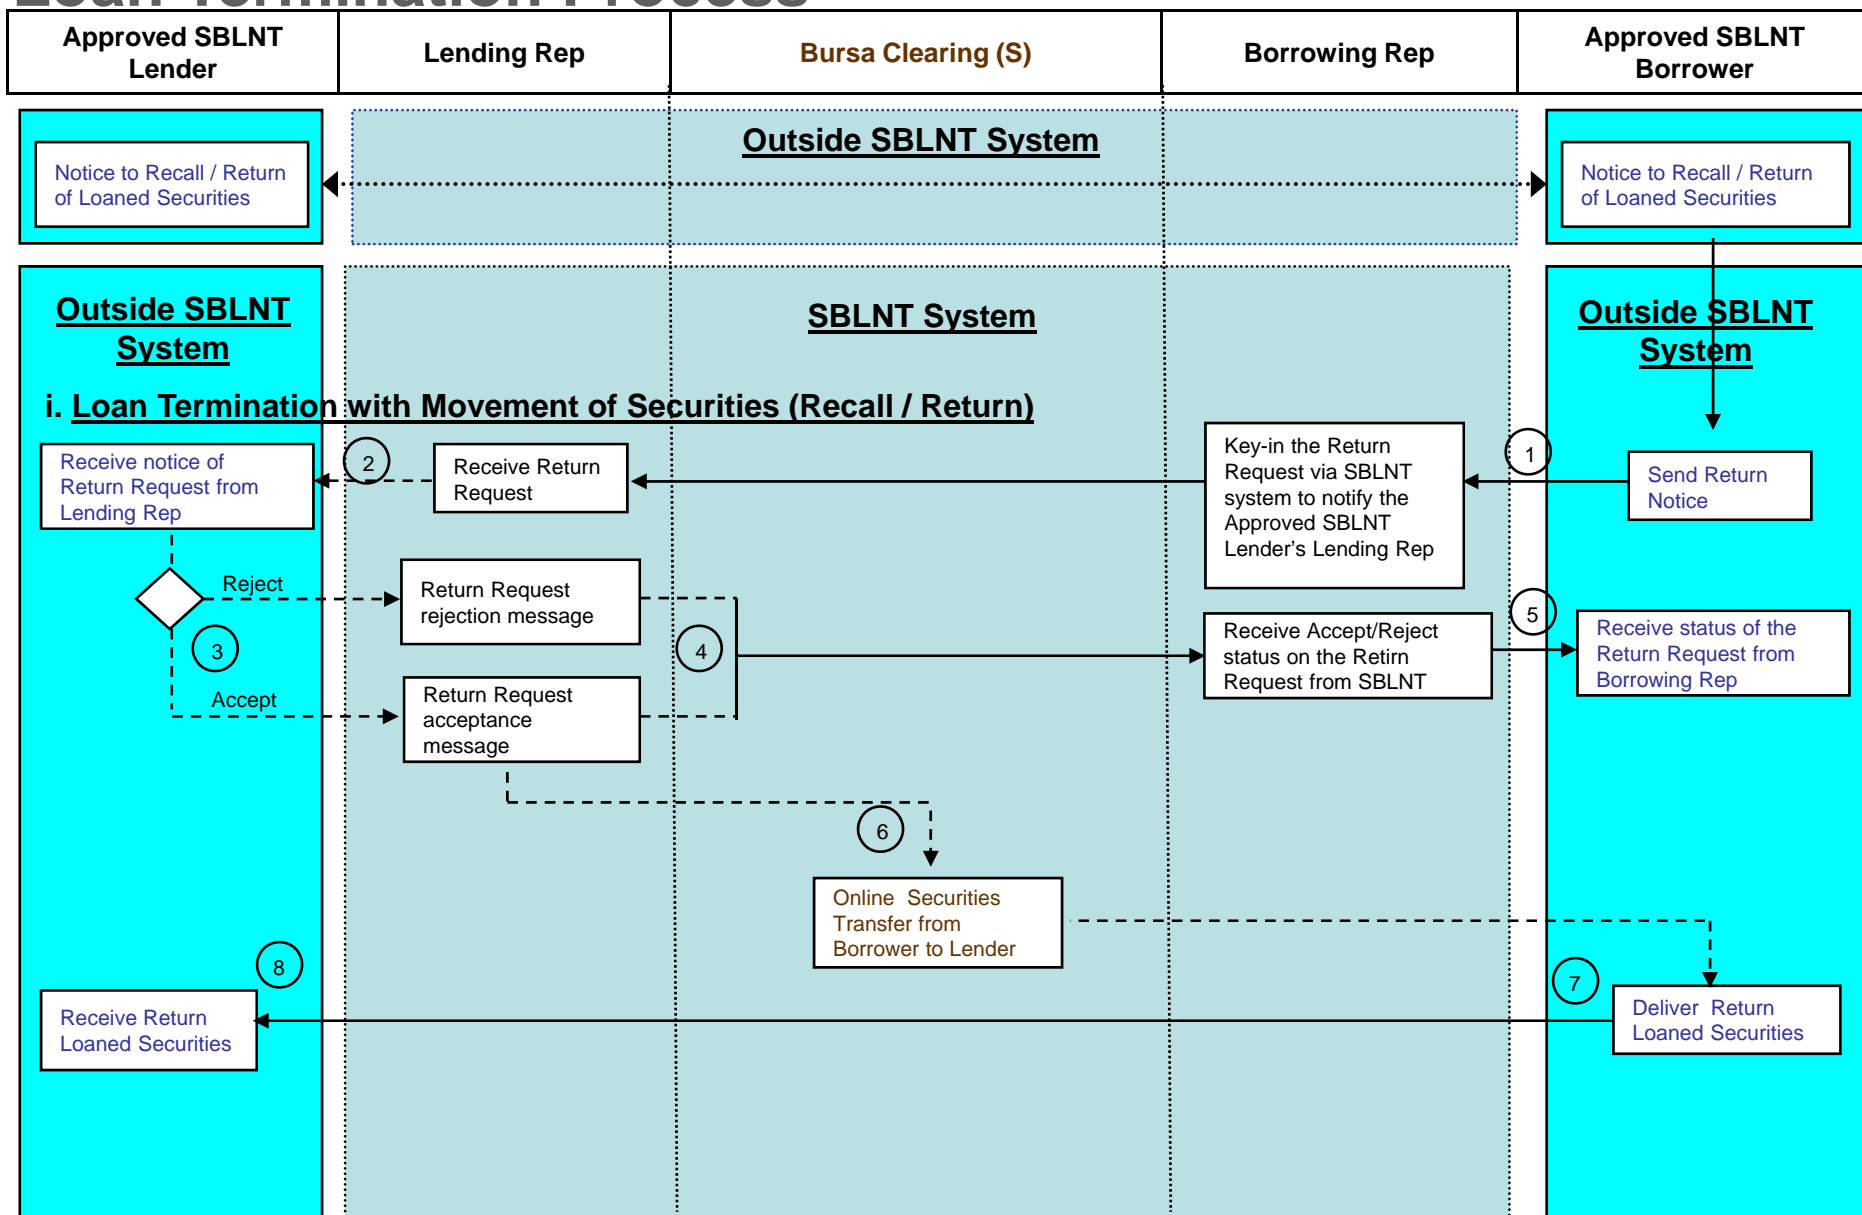 Loan Termination Process
Approved SBLNT
Lender
Lending Rep
Bursa Clearing (S)
Borrowing Rep
Approved SBLNT
Borrower
Outside SBLNT System
Notice to Recall / Return
of Loaned Securities
Notice to Recall / Return
of Loaned Securities
Outside SBLNT
System
SBLNT System
Outside SBLNT
System
i. Loan Termination with Movement of Securities (Recall / Return)
Receive notice of
Return Request from
Lending Rep
2
Receive Return
Request
Key-in the Return
Request via SBLNT
system to notify the
Approved SBLNT
Lender's Lending Rep
1
Send Return
Notice
Reject
Return Request
rejection message
3
4
Accept
Return Request
acceptance
message
Receive Accept/Reject
status on the Retirn
Request from SBLNT
5
Receive status of the
Return Request from
Borrowing Rep
6
Online Securities
Transfer from
Borrower to Lender
8
7
Receive Return
Loaned Securities
Deliver Return
Loaned Securities